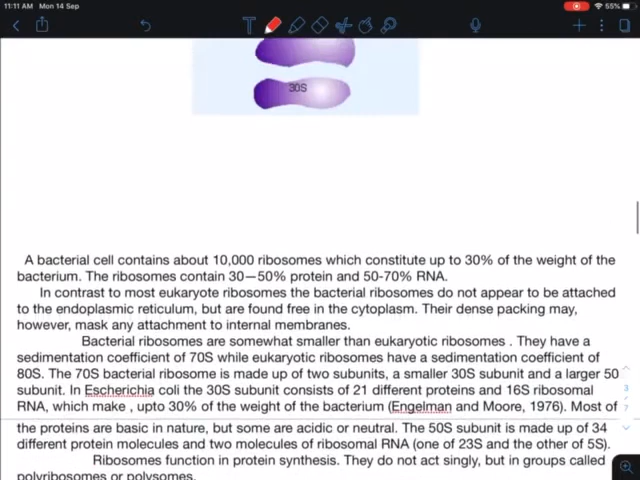 11:11 AM Mon 14 Sep
55%
T
30S
A bacterial cell contains about 10,000 ribosomes which constitute up to 30% of the weight of the
bacterium. The ribosomes contain 30—50% protein and 50-70% RNA.
In contrast to most eukaryote ribosomes the bacterial ribosomes do not appear to be attached
to the endoplasmic reticulum, but are found free in the cytoplasm. Their dense packing may,
however, mask any attachment to internal membranes.
Bacterial ribosomes are somewhat smaller than eukaryotic ribosomes . They have a
sedimentation coefficient of 70S while eukaryotic ribosomes have a sedimentation coefficient of
80S. The 70S bacterial ribosome is made up of two subunits, a smaller 30S subunit and a larger 50
subunit. In Escherichia coli the 30S subunit consists of 21 different proteins and 16S ribosomal
3
RNA, which make , upto 30% of the weight of the bacterium (Engelman and Moore, 1976). Most of
7
the proteins are basic in nature, but some are acidic or neutral. The 50S subunit is made up of 34
different protein molecules and two molecules of ribosomal RNA (one of 23S and the other of 5S).
Ribosomes function in protein synthesis. They do not act singly, but in groups called
polyribosomes or polysomes.